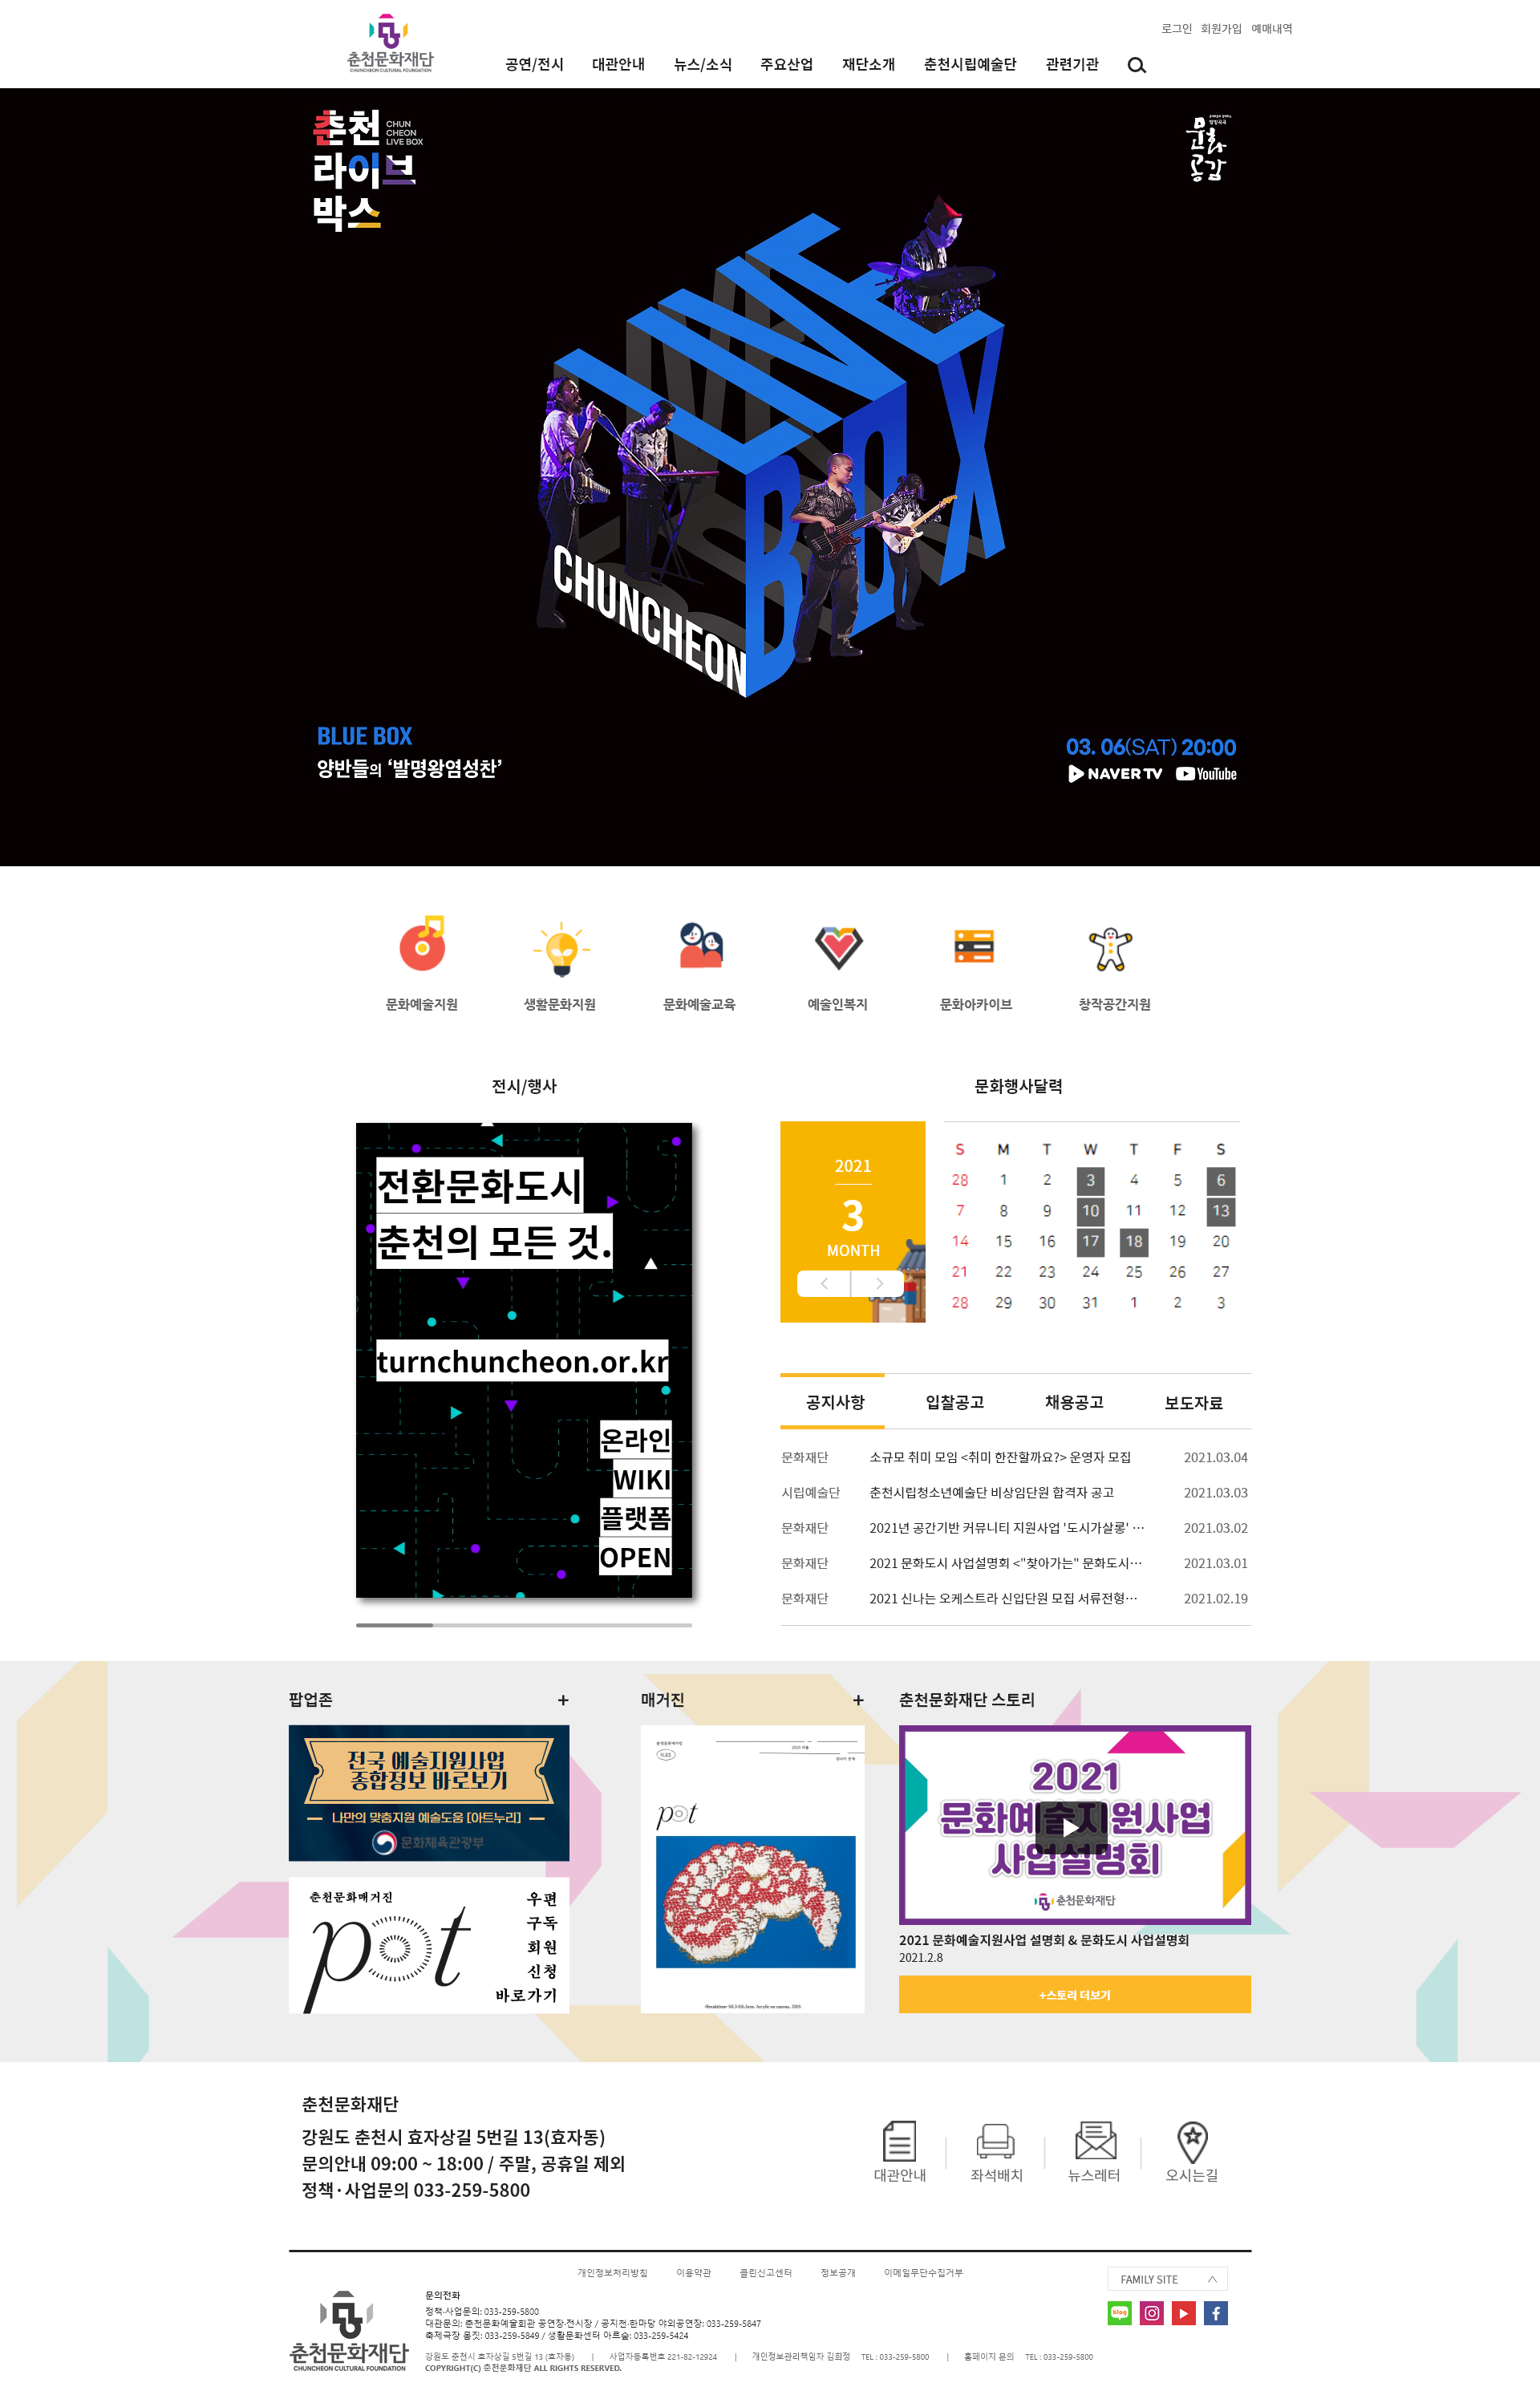 춘천문화재단
CHUNCHEON CULTURAL FOUNDATION
로그인 회원가입 예매내역
공연/전시 대관안내 뉴스/소식 주요산업 재단소개 춘천시립예술단 관련기관
춘천
라이브
박스
CHUN
CHEON
LIVE BOX
문화
공감
LIVE
BOX
CHUNCHEON
BLUE BOX
양반들의 ‘발명왕염성찬’
03. 06(SAT) 20:00
NAVER TV YouTube
문화예술지원 생활문화지원 문화예술교육 예술인복지 문화아카이브 창작공간지원
전시/행사
전환문화도시
춘천의 모든 것.
turnchuncheon.or.kr
온라인
WIKI
플랫폼
OPEN
문화행사달력
2021
3
MONTH
S M T W T F S
28 1 2 3 4 5 6
7 8 9 10 11 12 13
14 15 16 17 18 19 20
21 22 23 24 25 26 27
28 29 30 31 1 2 3
공지사항 입찰공고 채용공고 보도자료
문화재단 소규모 취미 모임 <취미 한잔할까요?> 운영자 모집 2021.03.04
시립예술단 춘천시립청소년예술단 비상임단원 합격자 공고 2021.03.03
문화재단 2021년 공간기반 커뮤니티 지원사업 '도시가살롱' … 2021.03.02
문화재단 2021 문화도시 사업설명회 <"찾아가는" 문화도시… 2021.03.01
문화재단 2021 신나는 오케스트라 신입단원 모집 서류전형… 2021.02.19
팝업존 +
전국 예술지원사업
종합정보 바로보기
나만의 맞춤지원 예술도움 [아트누리]
문화체육관광부
춘천문화매거진
pot
우편
구독
회원
신청
바로가기
매거진 +
춘천문화매거진
pot
춘천문화재단 스토리
2021
문화예술지원사업
사업설명회
춘천문화재단
2021 문화예술지원사업 설명회 & 문화도시 사업설명회
2021.2.8
+스토리 더보기
춘천문화재단
강원도 춘천시 효자상길 5번길 13(효자동)
문의안내 09:00 ~ 18:00 / 주말, 공휴일 제외
정책·사업문의 033-259-5800
대관안내 좌석배치 뉴스레터 오시는길
개인정보처리방침 이용약관 클린신고센터 정보공개 이메일무단수집거부
FAMILY SITE
blog
춘천문화재단
CHUNCHEON CULTURAL FOUNDATION
문의전화
정책·사업문의: 033-259-5800
대관문의: 춘천문화예술회관 공연장·전시장 / 공지천·한마당 야외공연장: 033-259-5847
축제극장 몸짓: 033-259-5849 / 생활문화센터 아르숲: 033-259-5424
강원도 춘천시 효자상길 5번길 13 (효자동) | 사업자등록번호 221-82-12924 | 개인정보관리책임자 김희정 TEL : 033-259-5800 | 홈페이지 문의 TEL : 033-259-5800
COPYRIGHT(C) 춘천문화재단 ALL RIGHTS RESERVED.